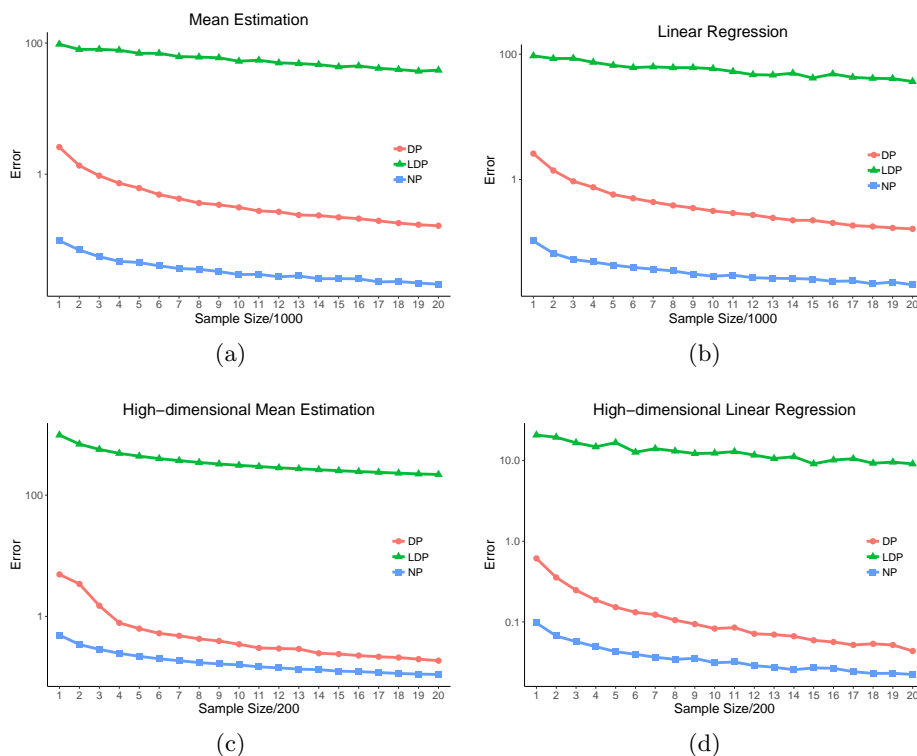 Mean Estimation
100
1
Error
DP
LDP
NP
1 2 3 4 5 6 7 8 9 10 11 12 13 14 15 16 17 18 19 20
Sample Size/1000
(a)
Linear Regression
100
1
Error
DP
LDP
NP
1 2 3 4 5 6 7 8 9 10 11 12 13 14 15 16 17 18 19 20
Sample Size/1000
(b)
High−dimensional Mean Estimation
100
1
Error
DP
LDP
NP
1 2 3 4 5 6 7 8 9 10 11 12 13 14 15 16 17 18 19 20
Sample Size/200
(c)
High−dimensional Linear Regression
10.0
1.0
0.1
Error
DP
LDP
NP
1 2 3 4 5 6 7 8 9 10 11 12 13 14 15 16 17 18 19 20
Sample Size/200
(d)